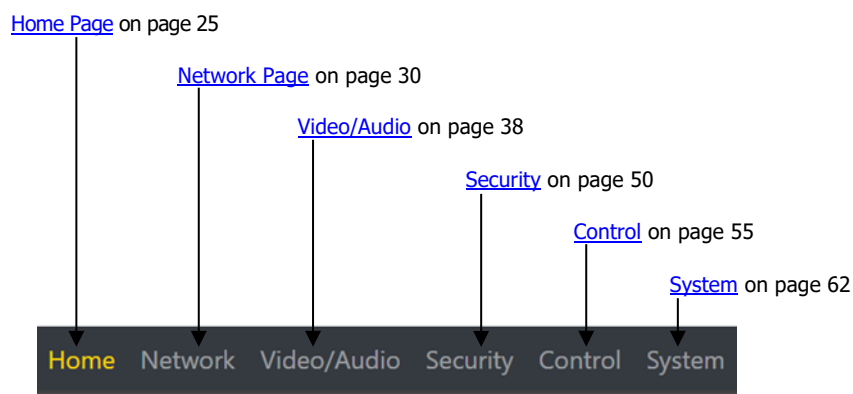 Home Page on page 25
Network Page on page 30
Video/Audio on page 38
Security on page 50
Control on page 55
System on page 62
Home Network Video/Audio Security Control System